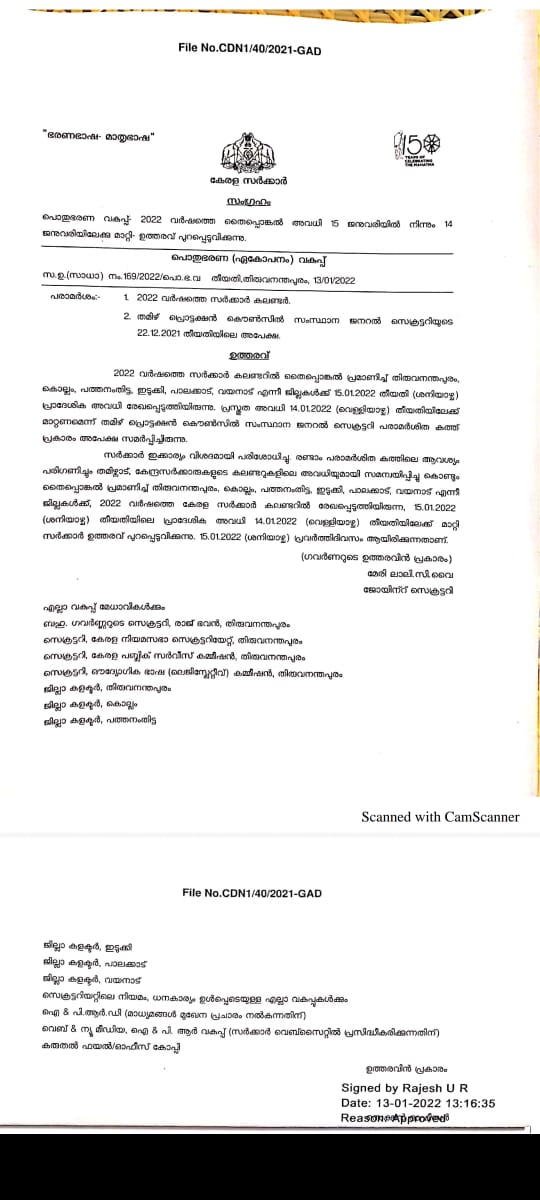 File No.CDN1/40/2021-GAD
"ഭരണഭാഷ- മാതൃഭാഷ"
150
YEARS OF
CELEBRATING
THE MAHATMA
കേരള സർക്കാർ
സംഗ്രഹം
പൊതുഭരണ വകുപ്പ്- 2022 വർഷത്തെ തൈപ്പൊങ്കൽ അവധി 15 ജനുവരിയിൽ നിന്നും 14
ജനുവരിയിലേക്കു മാറ്റി- ഉത്തരവ് പുറപ്പെടുവിക്കുന്നു.
പൊതുഭരണ (ഏകോപനം) വകുപ്പ്
സ.ഉ.(സാധാ) നം.169/2022/പൊ.ഭ.വ തീയതി,തിരുവനന്തപുരം, 13/01/2022
പരാമർശം:- 1. 2022 വർഷത്തെ സർക്കാർ കലണ്ടർ.
2. തമിഴ് പ്രൊട്ടക്ഷൻ കൌൺസിൽ സംസ്ഥാന ജനറൽ സെക്രട്ടറിയുടെ
22.12.2021 തീയതിയിലെ അപേക്ഷ.
ഉത്തരവ്
2022 വർഷത്തെ സർക്കാർ കലണ്ടറിൽ തൈപ്പൊങ്കൽ പ്രമാണിച്ച് തിരുവനന്തപുരം,
കൊല്ലം, പത്തനംതിട്ട, ഇടുക്കി, പാലക്കാട്, വയനാട് എന്നീ ജില്ലകൾക്ക് 15.01.2022 തീയതി (ശനിയാഴ്ച)
പ്രാദേശിക അവധി രേഖപ്പെടുത്തിയിരുന്നു. പ്രസ്തുത അവധി 14.01.2022 (വെള്ളിയാഴ്ച) തീയതിയിലേക്ക്
മാറ്റണമെന്ന് തമിഴ് പ്രൊട്ടക്ഷൻ കൌൺസിൽ സംസ്ഥാന ജനറൽ സെക്രട്ടറി പരാമർശിത കത്ത്
പ്രകാരം അപേക്ഷ സമർപ്പിച്ചിരുന്നു.
സർക്കാർ ഇക്കാര്യം വിശദമായി പരിശോധിച്ചു. രണ്ടാം പരാമർശിത കത്തിലെ ആവശ്യം
പരിഗണിച്ചും തമിഴ്നാട്, കേന്ദ്രസർക്കാരുകളുടെ കലണ്ടറുകളിലെ അവധിയുമായി സമന്വയിപ്പിച്ചു കൊണ്ടും
തൈപ്പൊങ്കൽ പ്രമാണിച്ച് തിരുവനന്തപുരം, കൊല്ലം, പത്തനംതിട്ട, ഇടുക്കി, പാലക്കാട്, വയനാട് എന്നീ
ജില്ലകൾക്ക്, 2022 വർഷത്തെ കേരള സർക്കാർ കലണ്ടറിൽ രേഖപ്പെടുത്തിയിരുന്ന, 15.01.2022
(ശനിയാഴ്ച) തീയതിയിലെ പ്രാദേശിക അവധി 14.01.2022 (വെള്ളിയാഴ്ച) തീയതിയിലേക്ക് മാറ്റി
സർക്കാർ ഉത്തരവ് പുറപ്പെടുവിക്കുന്നു. 15.01.2022 (ശനിയാഴ്ച) പ്രവർത്തിദിവസം ആയിരിക്കുന്നതാണ്.
(ഗവർണറുടെ ഉത്തരവിൻ പ്രകാരം)
മേരി ലാലി.സി.വൈ
ജോയിന്റ് സെക്രട്ടറി
എല്ലാ വകുപ്പ് മേധാവികൾക്കും
ബഹു. ഗവർണ്ണറുടെ സെക്രട്ടറി, രാജ് ഭവൻ, തിരുവനന്തപുരം
സെക്രട്ടറി, കേരള നിയമസഭാ സെക്രട്ടറിയേറ്റ്, തിരുവനന്തപുരം
സെക്രട്ടറി, കേരള പബ്ലിക് സർവീസ് കമ്മീഷൻ, തിരുവനന്തപുരം
സെക്രട്ടറി, ഔദ്യോഗിക ഭാഷ (ലെജിസ്ലേറ്റീവ്) കമ്മീഷൻ, തിരുവനന്തപുരം
ജില്ലാ കളക്ടർ, തിരുവനന്തപുരം
ജില്ലാ കളക്ടർ, കൊല്ലം
ജില്ലാ കളക്ടർ, പത്തനംതിട്ട
Scanned with CamScanner
File No.CDN1/40/2021-GAD
ജില്ലാ കളക്ടർ, ഇടുക്കി
ജില്ലാ കളക്ടർ, പാലക്കാട്
ജില്ലാ കളക്ടർ, വയനാട്
സെക്രട്ടറിയറ്റിലെ നിയമം, ധനകാര്യം ഉൾപ്പെടെയുള്ള എല്ലാ വകുപ്പുകൾക്കും
ഐ & പി.ആർ.ഡി (മാധ്യമങ്ങൾ മുഖേന പ്രചാരം നൽകുന്നതിന്)
വെബ് & ന്യൂ മീഡിയ, ഐ & പി. ആർ വകുപ്പ് (സർക്കാർ വെബ്സൈറ്റിൽ പ്രസിദ്ധീകരിക്കുന്നതിന്)
കരുതൽ ഫയൽ/ഓഫീസ് കോപ്പി
ഉത്തരവിൻ പ്രകാരം
Signed by Rajesh U R
Date: 13-01-2022 13:16:35
Reason: Approved